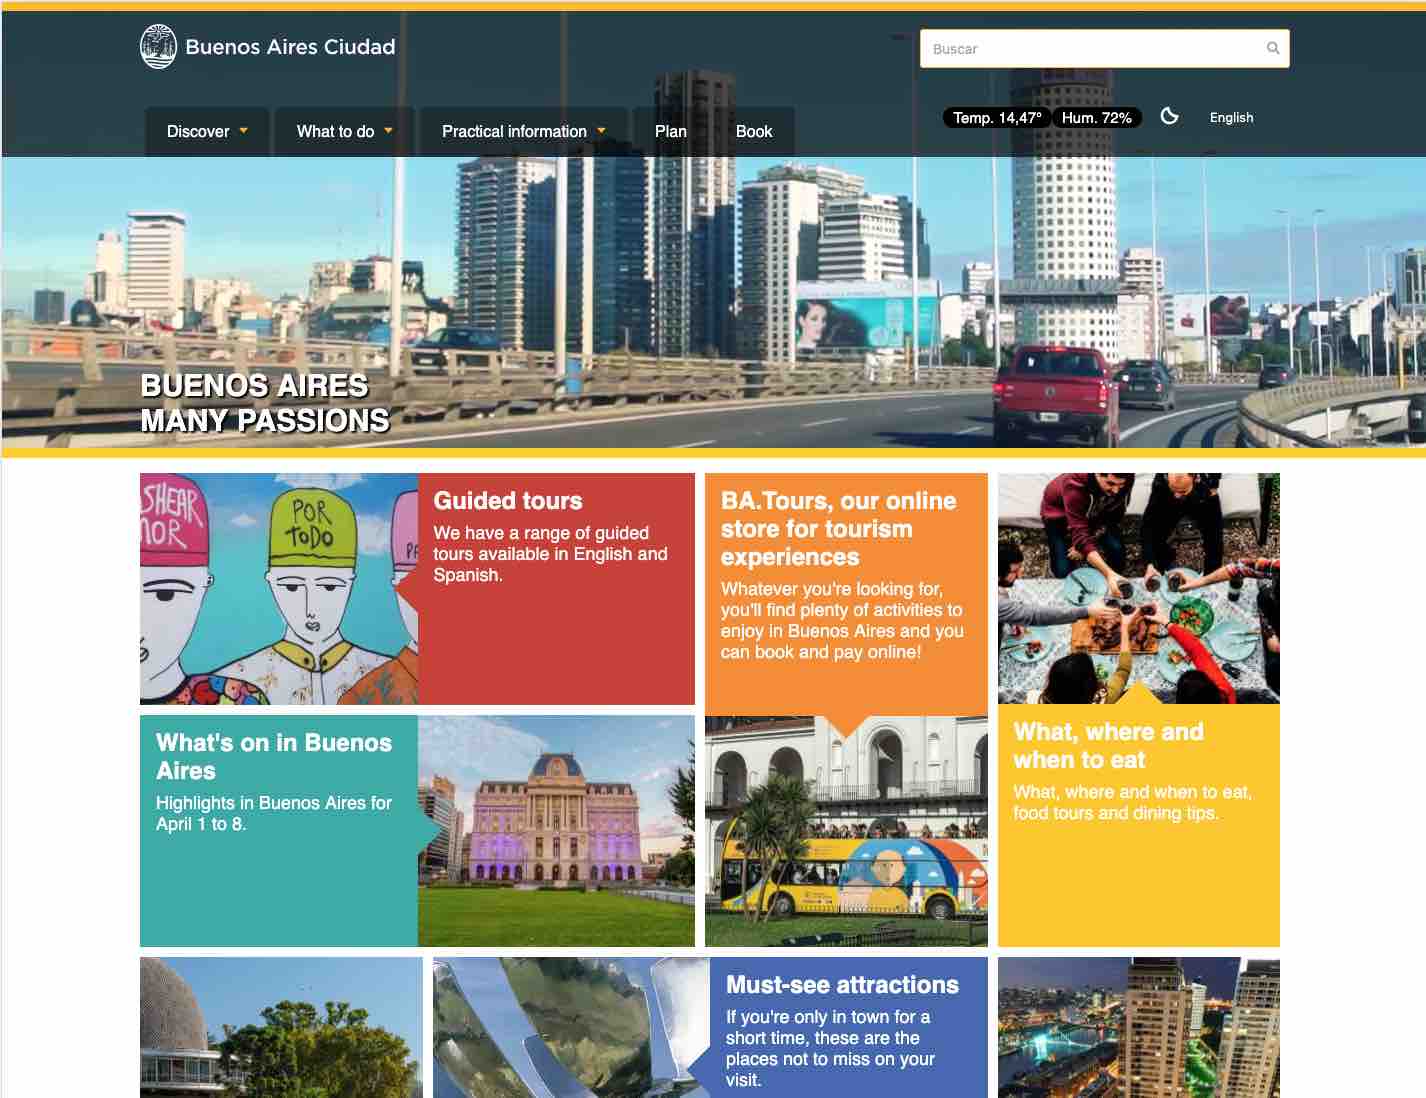 Buenos Aires Ciudad
Buscar
Discover
What to do
Practical information
Plan
Book
Temp. 14,47°
Hum. 72%
English
BUENOS AIRES
MANY PASSIONS
SHEAR
MOR
POR
TODO
Guided tours
We have a range of guided
tours available in English and
Spanish.
BA.Tours, our online
store for tourism
experiences
Whatever you're looking for,
you'll find plenty of activities to
enjoy in Buenos Aires and you
can book and pay online!
What, where and
when to eat
What, where and when to eat,
food tours and dining tips.
What's on in Buenos
Aires
Highlights in Buenos Aires for
April 1 to 8.
Must-see attractions
If you're only in town for a
short time, these are the
places not to miss on your
visit.